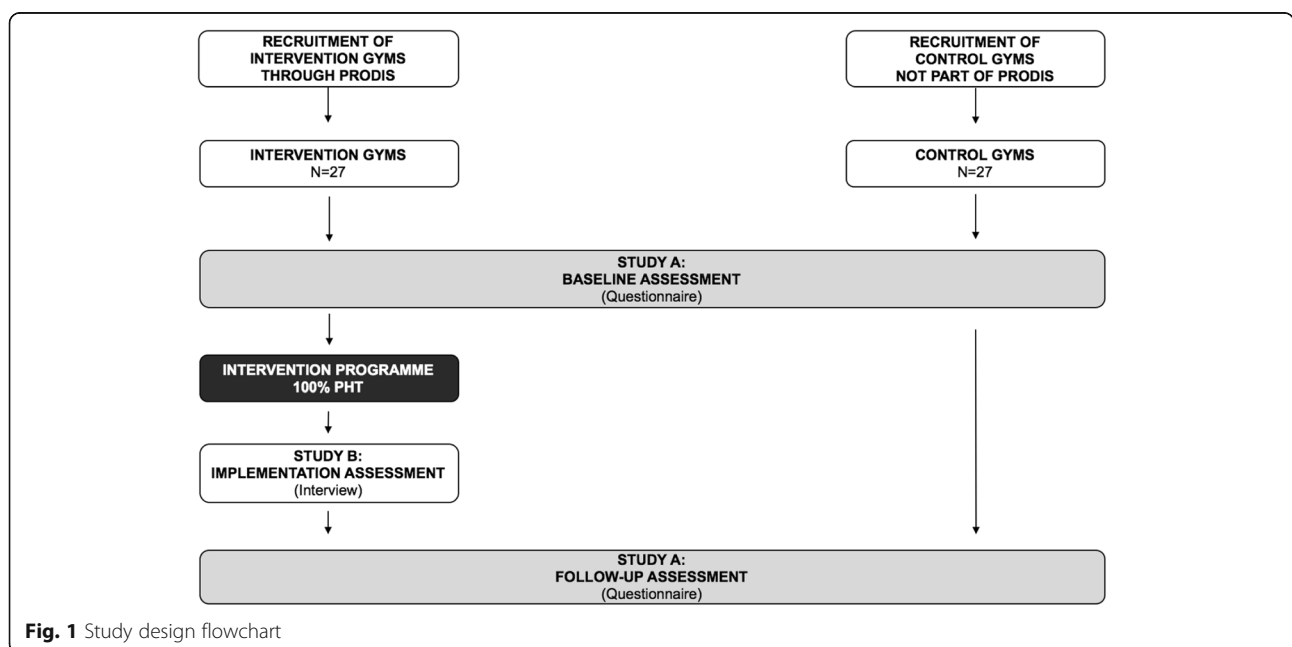 RECRUITMENT OF
INTERVENTION GYMS
THROUGH PRODIS
RECRUITMENT OF
CONTROL GYMS
NOT PART OF PRODIS
INTERVENTION GYMS
N=27
CONTROL GYMS
N=27
STUDY A:
BASELINE ASSESSMENT
(Questionnaire)
INTERVENTION PROGRAMME
100% PHT
STUDY B:
IMPLEMENTATION ASSESSMENT
(Interview)
STUDY A:
FOLLOW-UP ASSESSMENT
(Questionnaire)
Fig. 1 Study design flowchart